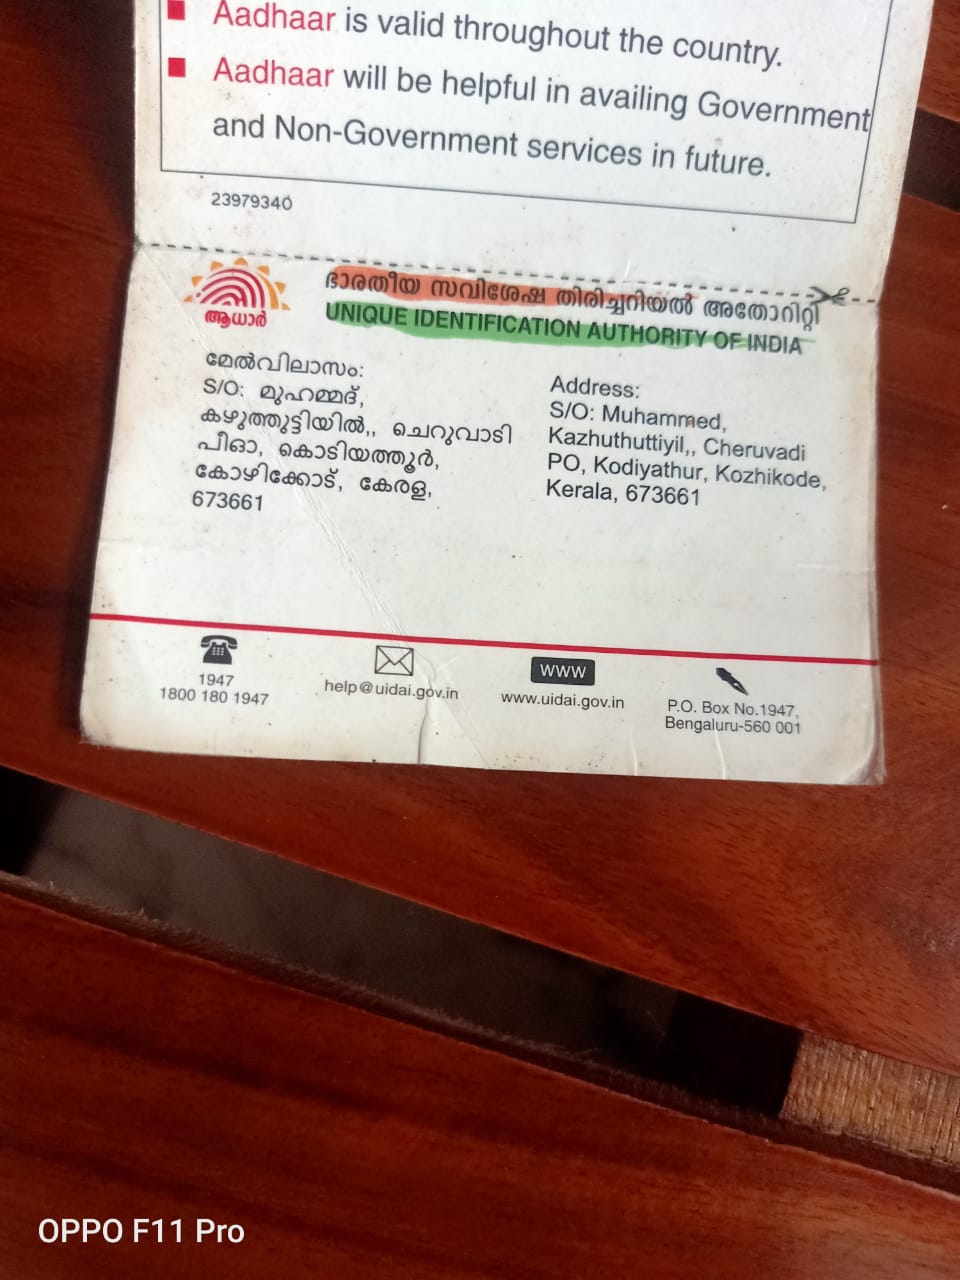 Aadhaar is valid throughout the country.
Aadhaar will be helpful in availing Government
and Non-Government services in future.
23979340
ആധാർ
ഭാരതീയ സവിശേഷ തിരിച്ചറിയൽ അതോറിറ്റി
UNIQUE IDENTIFICATION AUTHORITY OF INDIA
മേൽവിലാസം:
S/O: മുഹമ്മദ്,
കഴുത്തുട്ടിയിൽ,, ചെറുവാടി
പീഓ, കൊടിയത്തൂർ,
കോഴിക്കോട്, കേരള,
673661
Address:
S/O: Muhammed,
Kazhuthuttiyil,, Cheruvadi
PO, Kodiyathur, Kozhikode,
Kerala, 673661
1947
1800 180 1947
help@uidai.gov.in
WWW
www.uidai.gov.in
P.O. Box No.1947,
Bengaluru-560 001
OPPO F11 Pro